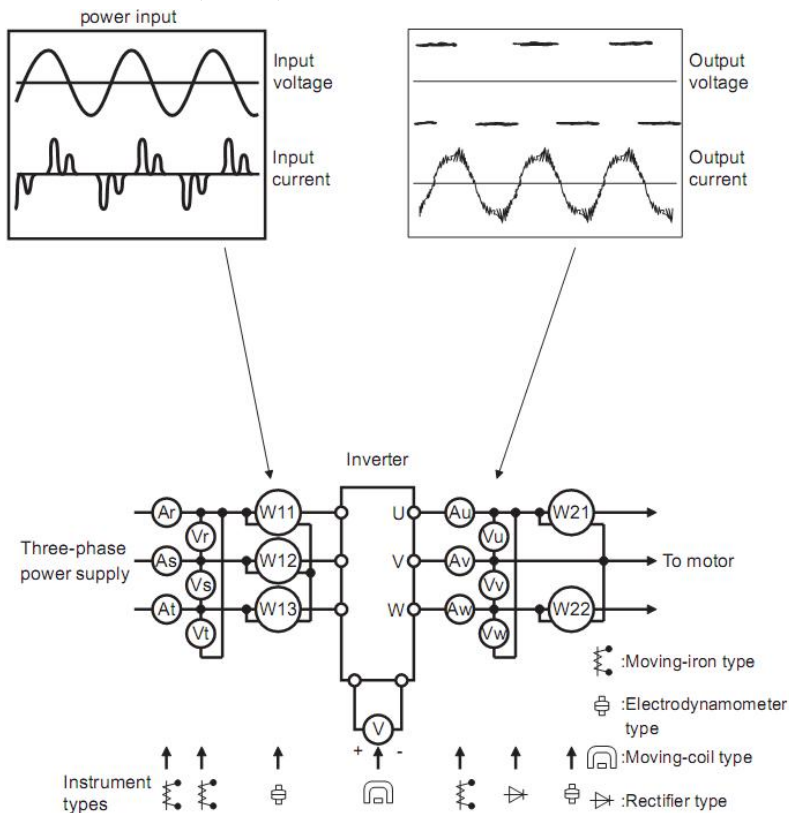 power input
Input
voltage
Input
current
Output
voltage
Output
current
Inverter
Ar
W11
U
Au
W21
Vr
Vu
Three-phase
power supply
As
W12
V
Av
To motor
Vs
Vv
At
W13
W
Aw
W22
Vt
Vw
:Moving-iron type
V
+ -
:Electrodynamometer
type
:Moving-coil type
Instrument
types
:Rectifier type